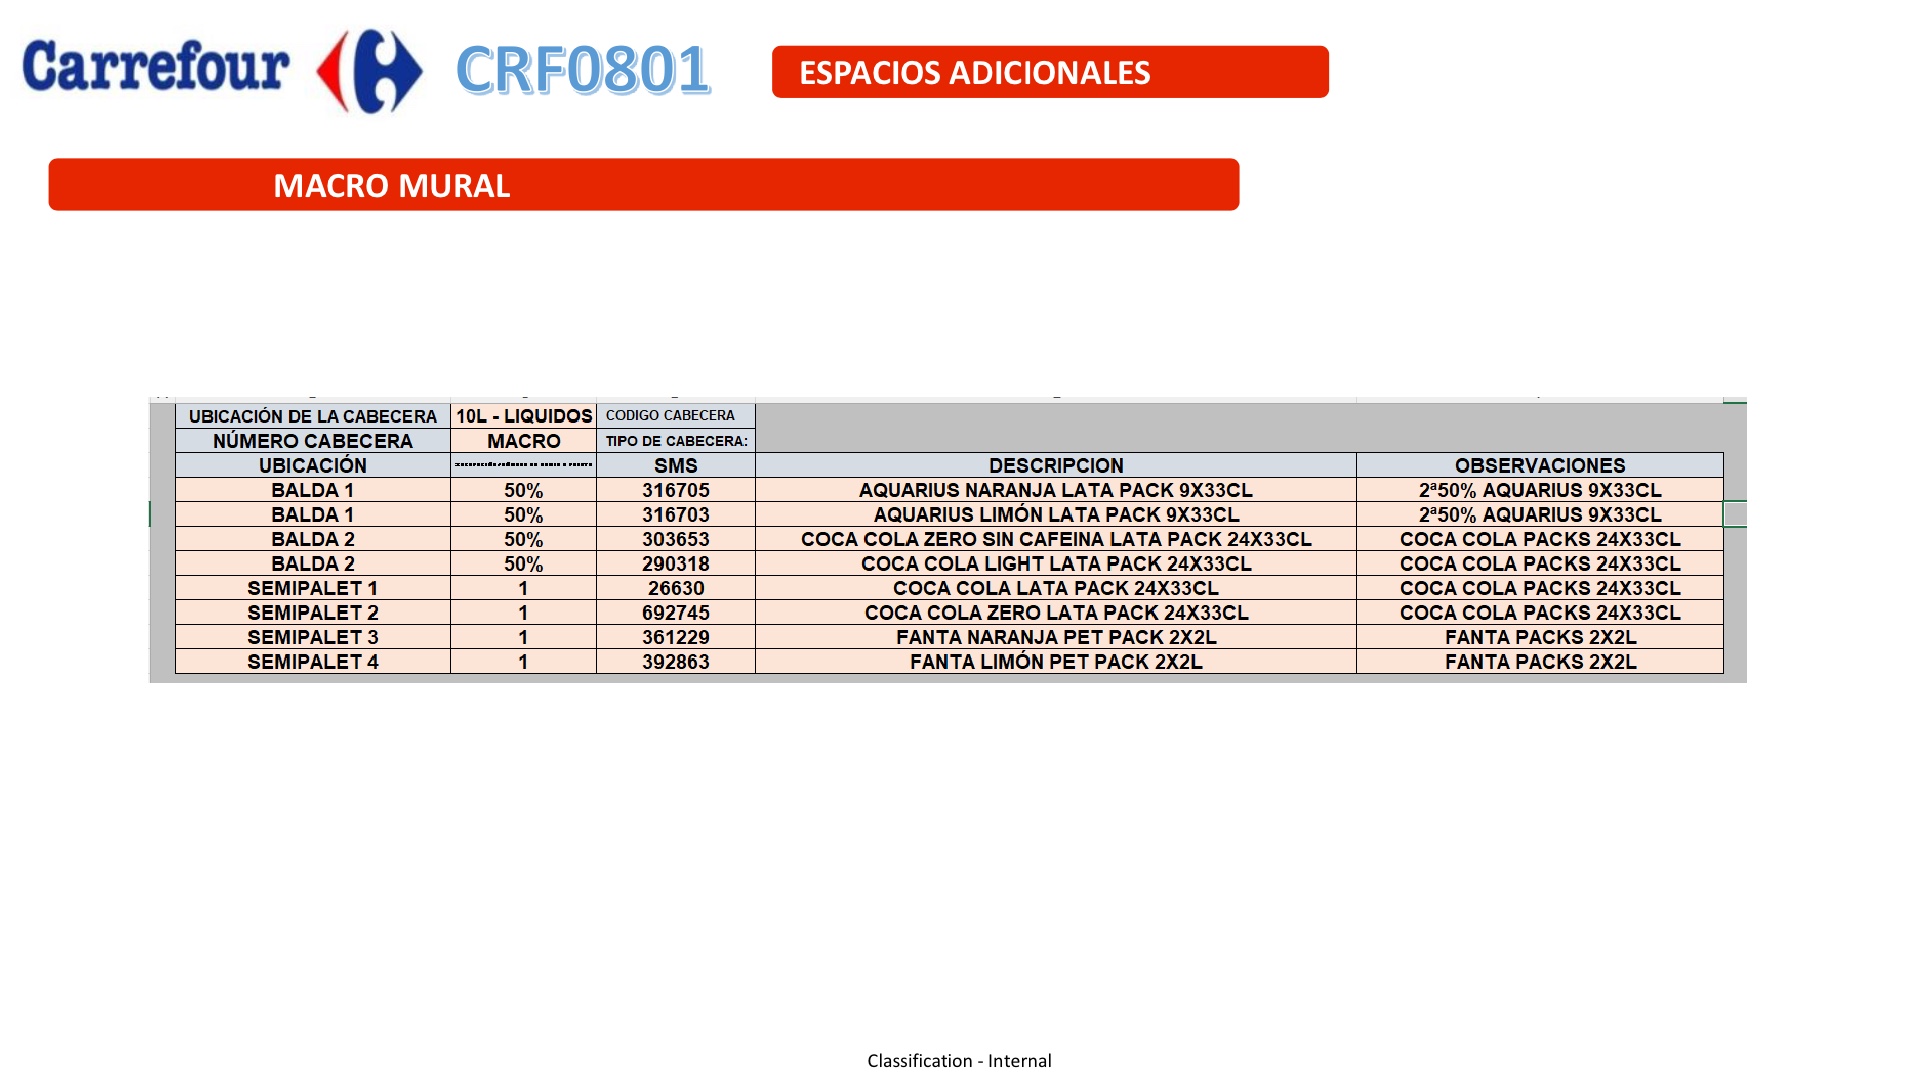 Carrefour CRF0801 ESPACIOS ADICIONALES
MACRO MURAL
UBICACIÓN DE LA CABECERA 10L - LIQUIDOS CODIGO CABECERA
NÚMERO CABECERA MACRO TIPO DE CABECERA:
UBICACIÓN SMS DESCRIPCION OBSERVACIONES
BALDA 1 50% 316705 AQUARIUS NARANJA LATA PACK 9X33CL 2ª50% AQUARIUS 9X33CL
BALDA 1 50% 316703 AQUARIUS LIMÓN LATA PACK 9X33CL 2ª50% AQUARIUS 9X33CL
BALDA 2 50% 303653 COCA COLA ZERO SIN CAFEINA LATA PACK 24X33CL COCA COLA PACKS 24X33CL
BALDA 2 50% 290318 COCA COLA LIGHT LATA PACK 24X33CL COCA COLA PACKS 24X33CL
SEMIPALET 1 1 26630 COCA COLA LATA PACK 24X33CL COCA COLA PACKS 24X33CL
SEMIPALET 2 1 692745 COCA COLA ZERO LATA PACK 24X33CL COCA COLA PACKS 24X33CL
SEMIPALET 3 1 361229 FANTA NARANJA PET PACK 2X2L FANTA PACKS 2X2L
SEMIPALET 4 1 392863 FANTA LIMÓN PET PACK 2X2L FANTA PACKS 2X2L
Classification - Internal